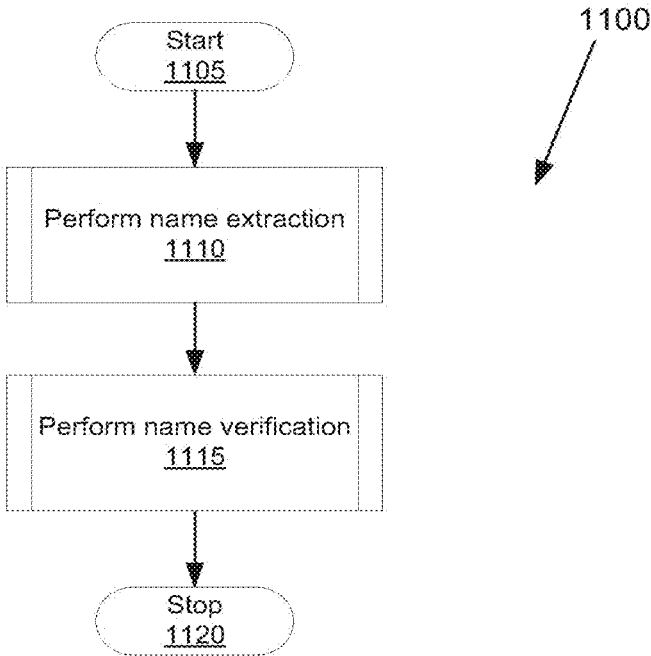 1100
Start
1105
Perform name extraction
1110
Perform name verification
1115
Stop
1120